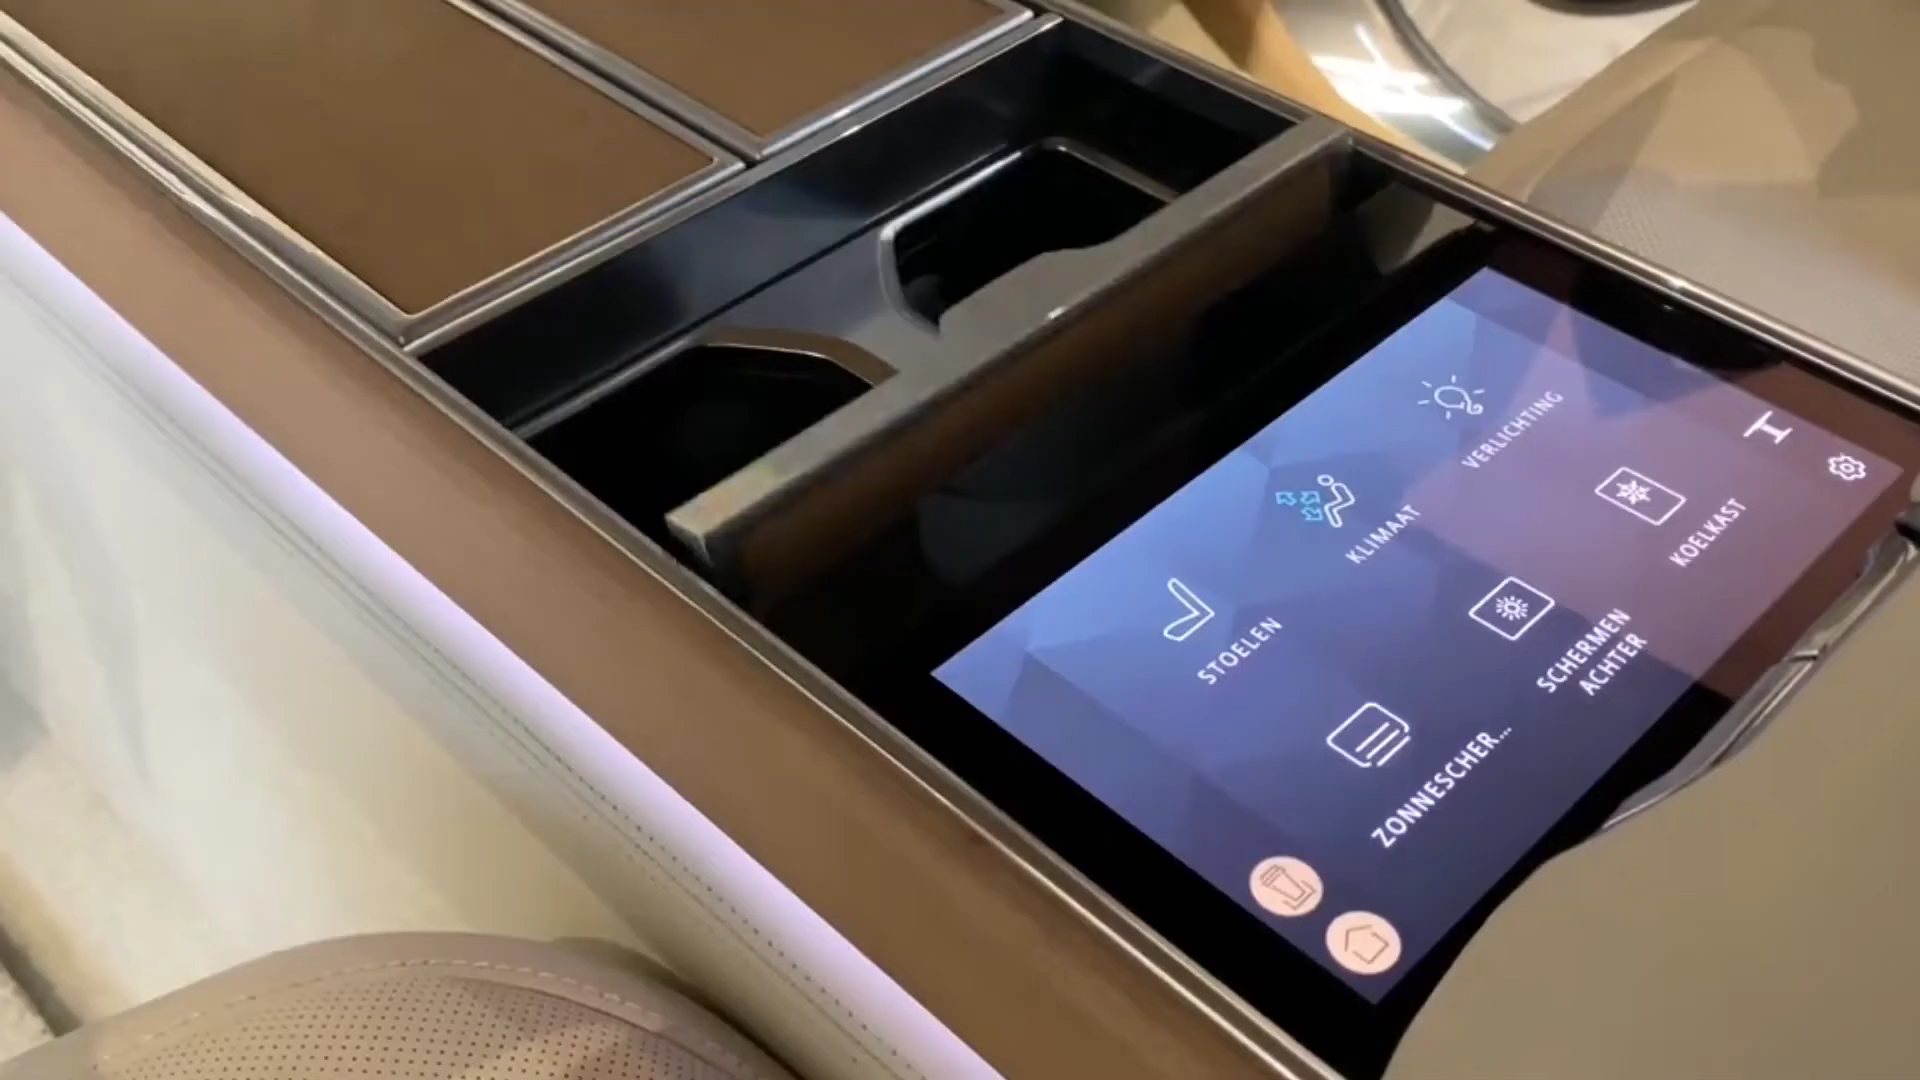 STOELEN
KLIMAAT
VERLICHTING
ZONNESCHER...
SCHERMEN
ACHTER
KOELKAST